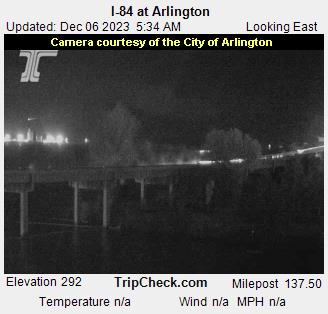 I-84 at Arlington
Updated: Dec 06 2023 5:34 AM Looking East
Camera courtesy of the City of Arlington
Elevation 292 TripCheck.com Milepost 137.50
Temperature n/a Wind n/a MPH n/a